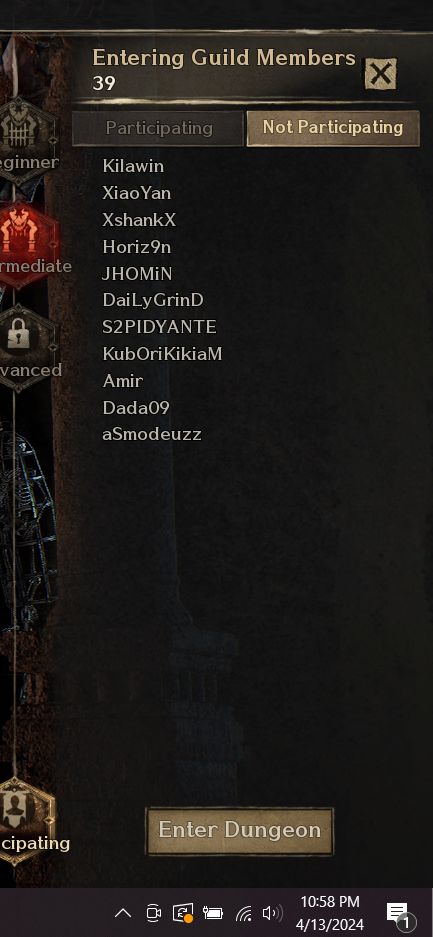 Entering Guild Members
39
Participating
Not Participating
Kilawin
XiaoYan
XshankX
Horiz9n
JHOMiN
DaiLyGrinD
S2PIDYANTE
KubOriKikiaM
Amir
Dada09
aSmodeuzz
eginner
rmediate
vanced
cipating
Enter Dungeon
10:58 PM
4/13/2024
1